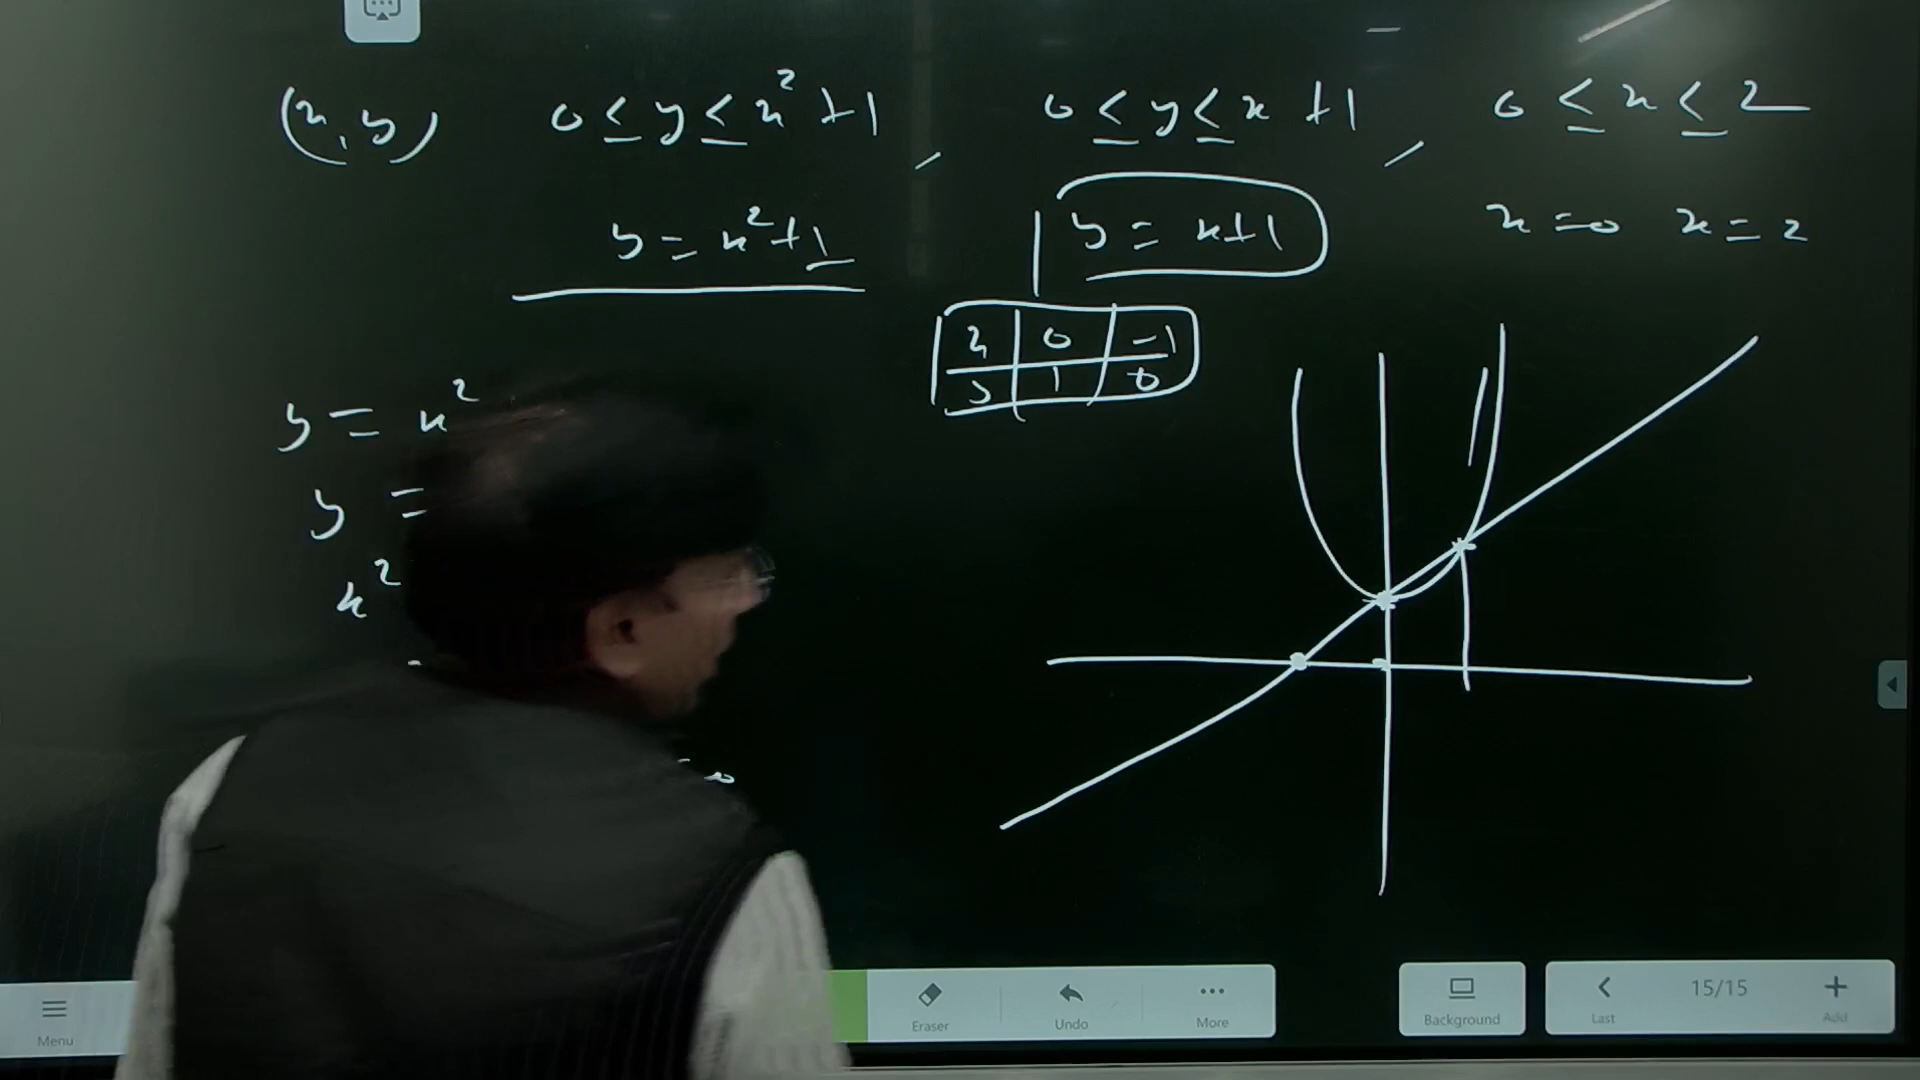 (x, y) 0 ≤ y ≤ x² + 1, 0 ≤ y ≤ x + 1, 0 ≤ x ≤ 2
y = x² + 1 y = x + 1 x = 0 x = 2
x 0 -1
y 1 0
y = x²
y =
x²
= 0
Menu
Eraser
Undo
More
Background
Last
15/15
Add